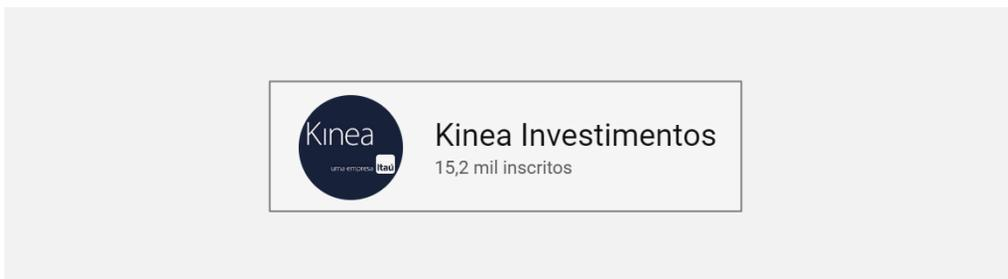 Kinea
uma empresa Itaú
Kinea Investimentos
15,2 mil inscritos